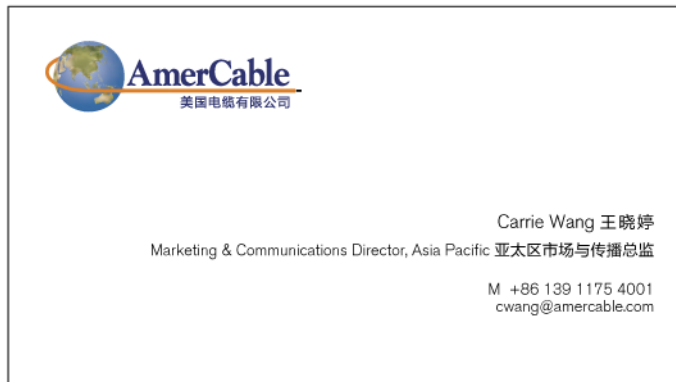 AmerCable
美国电缆有限公司
Carrie Wang 王晓婷
Marketing & Communications Director, Asia Pacific 亚太区市场与传播总监
M +86 139 1175 4001
cwang@amercable.com